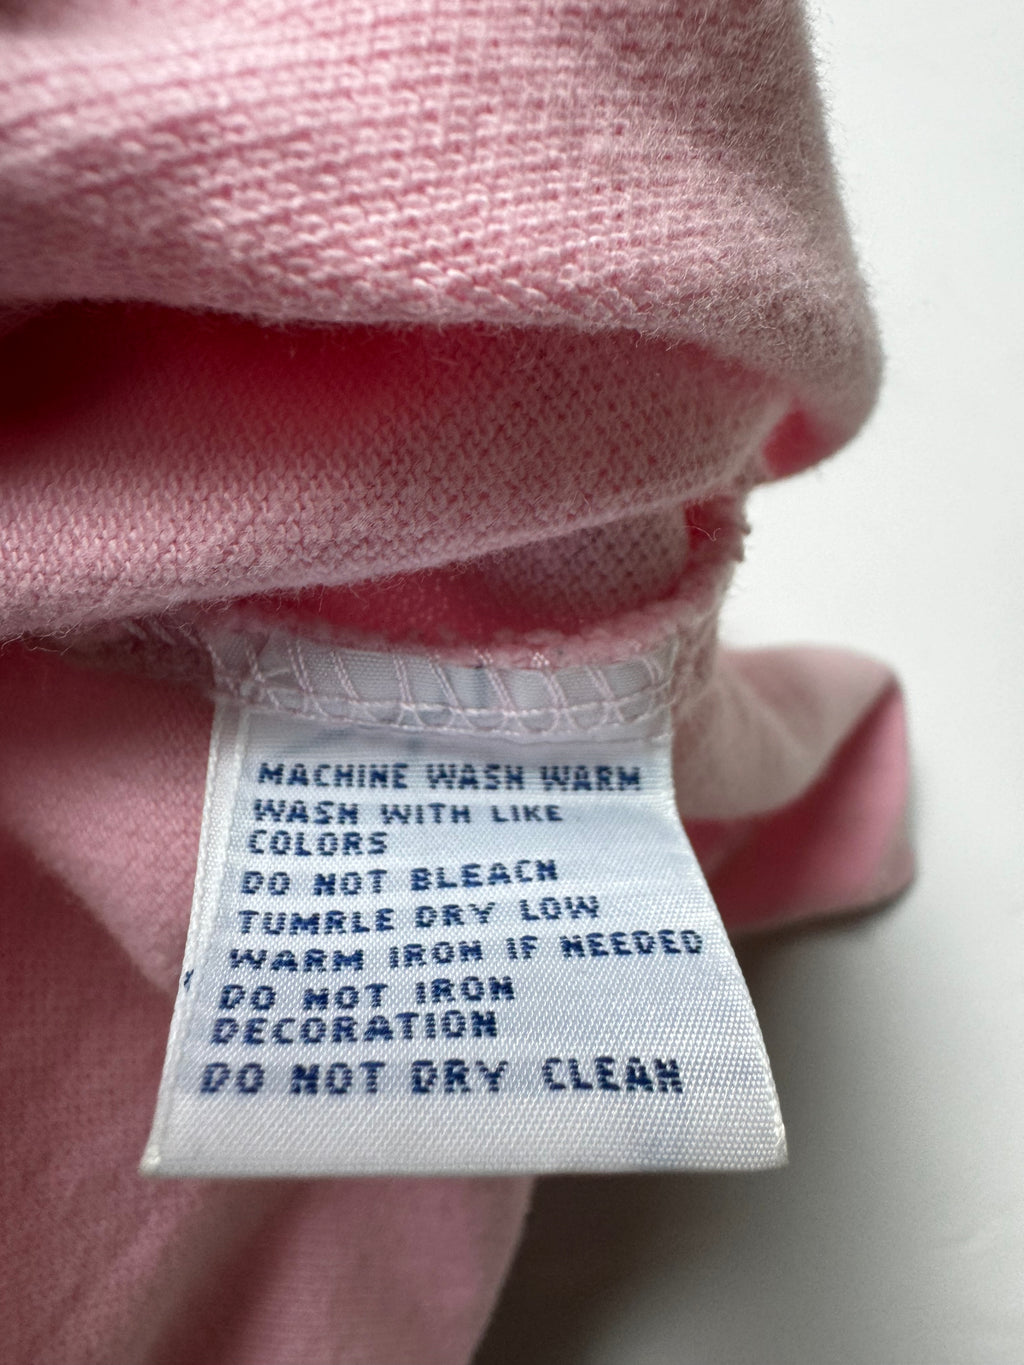 MACHINE WASH WARM
WASH WITH LIKE
COLORS
DO NOT BLEACH
TUMRLE DRY LOW
WARM IRON IF NEEDED
DO NOT IRON
DECORATION
DO NOT DRY CLEAN